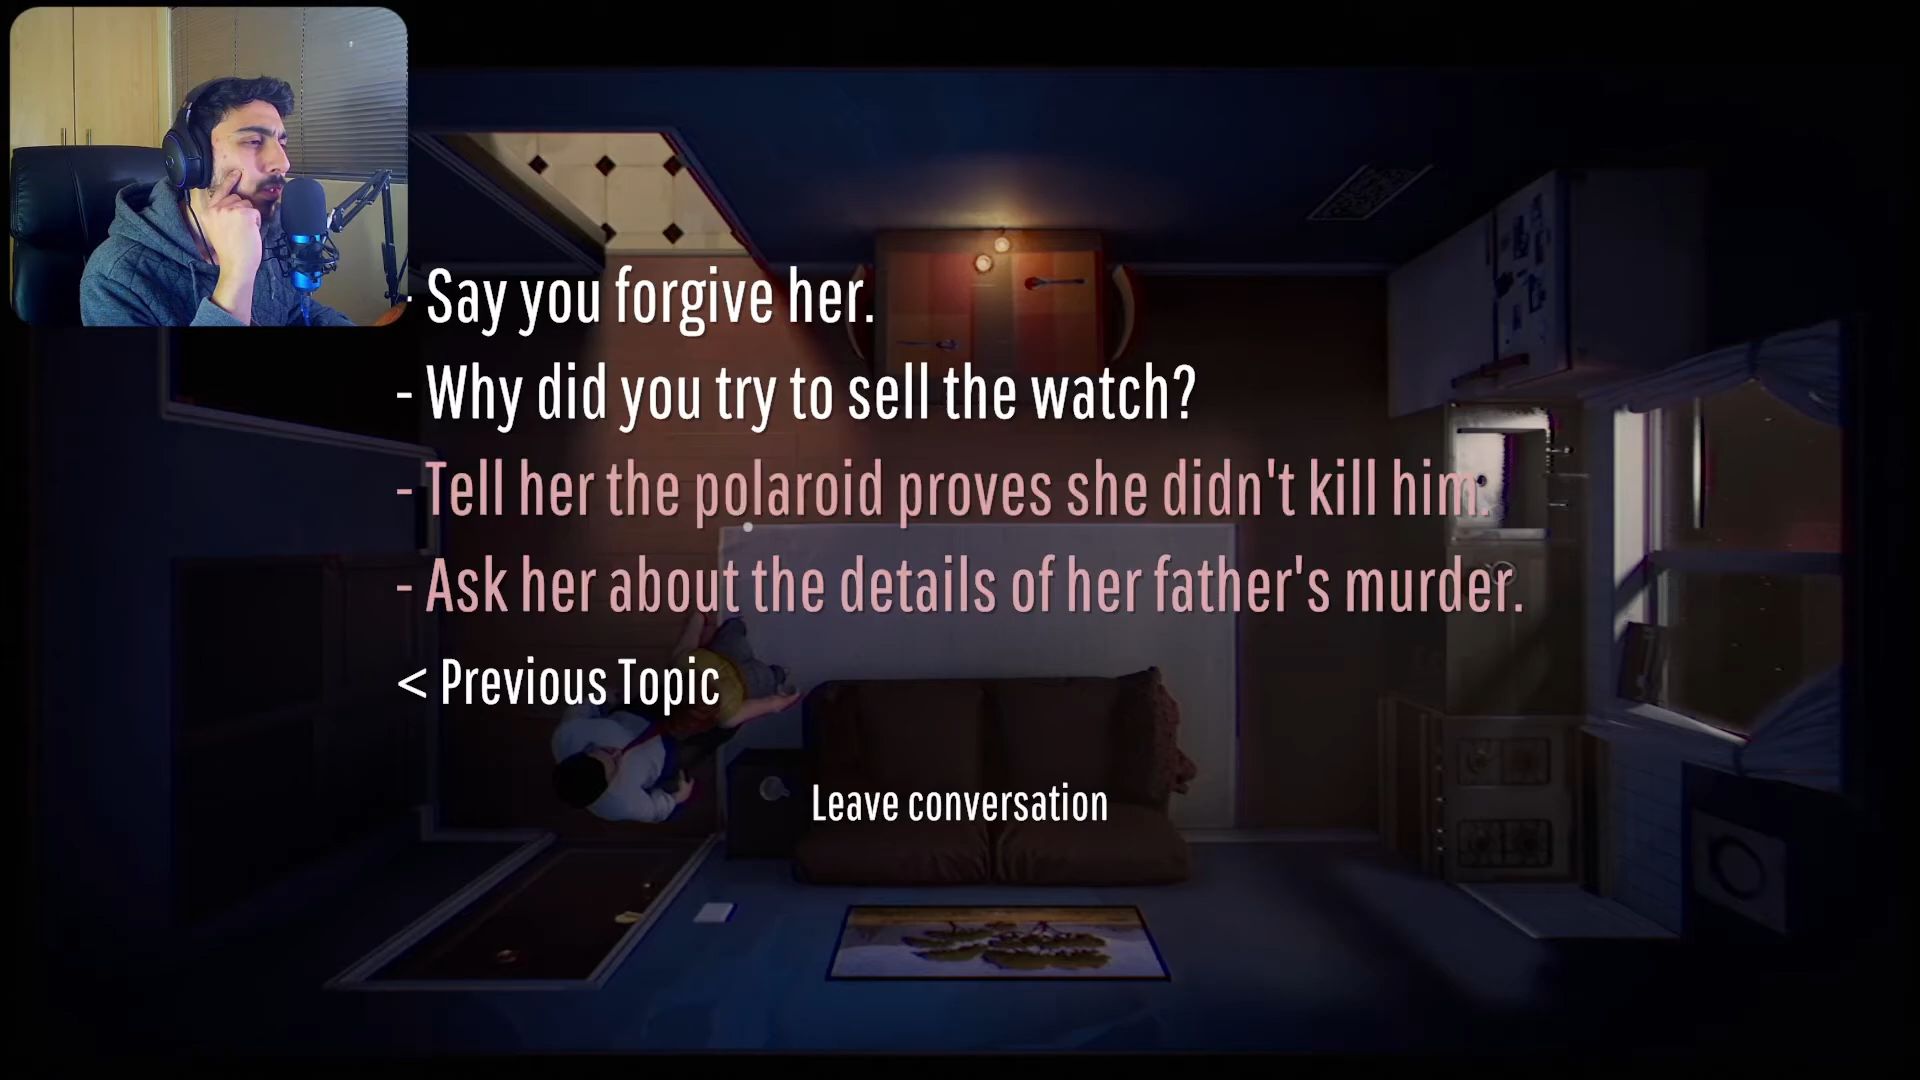 - Say you forgive her.
- Why did you try to sell the watch?
- Tell her the polaroid proves she didn't kill him.
- Ask her about the details of her father's murder.
< Previous Topic
Leave conversation